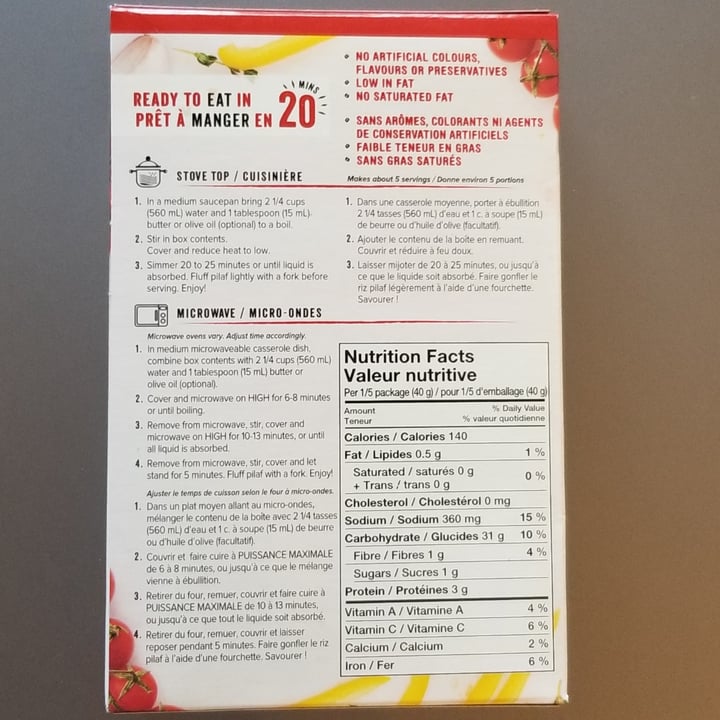 READY TO EAT IN
PRÊT À MANGER EN
20
MINS
• NO ARTIFICIAL COLOURS,
FLAVOURS OR PRESERVATIVES
• LOW IN FAT
• NO SATURATED FAT
• SANS ARÔMES, COLORANTS NI AGENTS
DE CONSERVATION ARTIFICIELS
• FAIBLE TENEUR EN GRAS
• SANS GRAS SATURÉS
STOVE TOP / CUISINIÈRE
Makes about 5 servings / Donne environ 5 portions
1. In a medium saucepan bring 2 1/4 cups
(560 mL) water and 1 tablespoon (15 mL)
butter or olive oil (optional) to a boil.
2. Stir in box contents.
Cover and reduce heat to low.
3. Simmer 20 to 25 minutes or until liquid is
absorbed. Fluff pilaf lightly with a fork before
serving. Enjoy!
1. Dans une casserole moyenne, porter à ébullition
2 1/4 tasses (560 mL) d'eau et 1 c. à soupe (15 mL)
de beurre ou d'huile d'olive (facultatif).
2. Ajouter le contenu de la boîte en remuant.
Couvrir et réduire à feu doux.
3. Laisser mijoter de 20 à 25 minutes, ou jusqu'à
ce que le liquide soit absorbé. Faire gonfler le
riz pilaf légèrement à l'aide d'une fourchette.
Savourer !
MICROWAVE / MICRO-ONDES
Microwave ovens vary. Adjust time accordingly.
1. In medium microwaveable casserole dish,
combine box contents with 2 1/4 cups (560 mL)
water and 1 tablespoon (15 mL) butter or
olive oil (optional).
2. Cover and microwave on HIGH for 6-8 minutes
or until boiling.
3. Remove from microwave, stir, cover and
microwave on HIGH for 10-13 minutes, or until
all liquid is absorbed.
4. Remove from microwave, stir, cover and let
stand for 5 minutes. Fluff pilaf with a fork. Enjoy!
Ajuster le temps de cuisson selon le four à micro-ondes.
1. Dans un plat moyen allant au micro-ondes,
mélanger le contenu de la boîte avec 2 1/4 tasses
(560 mL) d'eau et 1 c. à soupe (15 mL) de beurre
ou d'huile d'olive (facultatif).
2. Couvrir et faire cuire à PUISSANCE MAXIMALE
de 6 à 8 minutes, ou jusqu'à ce que le mélange
vienne à ébullition.
3. Retirer du four, remuer, couvrir et faire cuire à
PUISSANCE MAXIMALE de 10 à 13 minutes,
ou jusqu'à ce que tout le liquide soit absorbé.
4. Retirer du four, remuer, couvrir et laisser
reposer pendant 5 minutes. Faire gonfler le riz
pilaf à l'aide d'une fourchette. Savourer !
Nutrition Facts
Valeur nutritive
Per 1/5 package (40 g) / pour 1/5 d'emballage (40 g)
Amount % Daily Value
Teneur % valeur quotidienne
Calories / Calories 140
Fat / Lipides 0.5 g 1 %
Saturated / saturés 0 g
+ Trans / trans 0 g 0 %
Cholesterol / Cholestérol 0 mg
Sodium / Sodium 360 mg 15 %
Carbohydrate / Glucides 31 g 10 %
Fibre / Fibres 1 g 4 %
Sugars / Sucres 1 g
Protein / Protéines 3 g
Vitamin A / Vitamine A 4 %
Vitamin C / Vitamine C 6 %
Calcium / Calcium 2 %
Iron / Fer 6 %